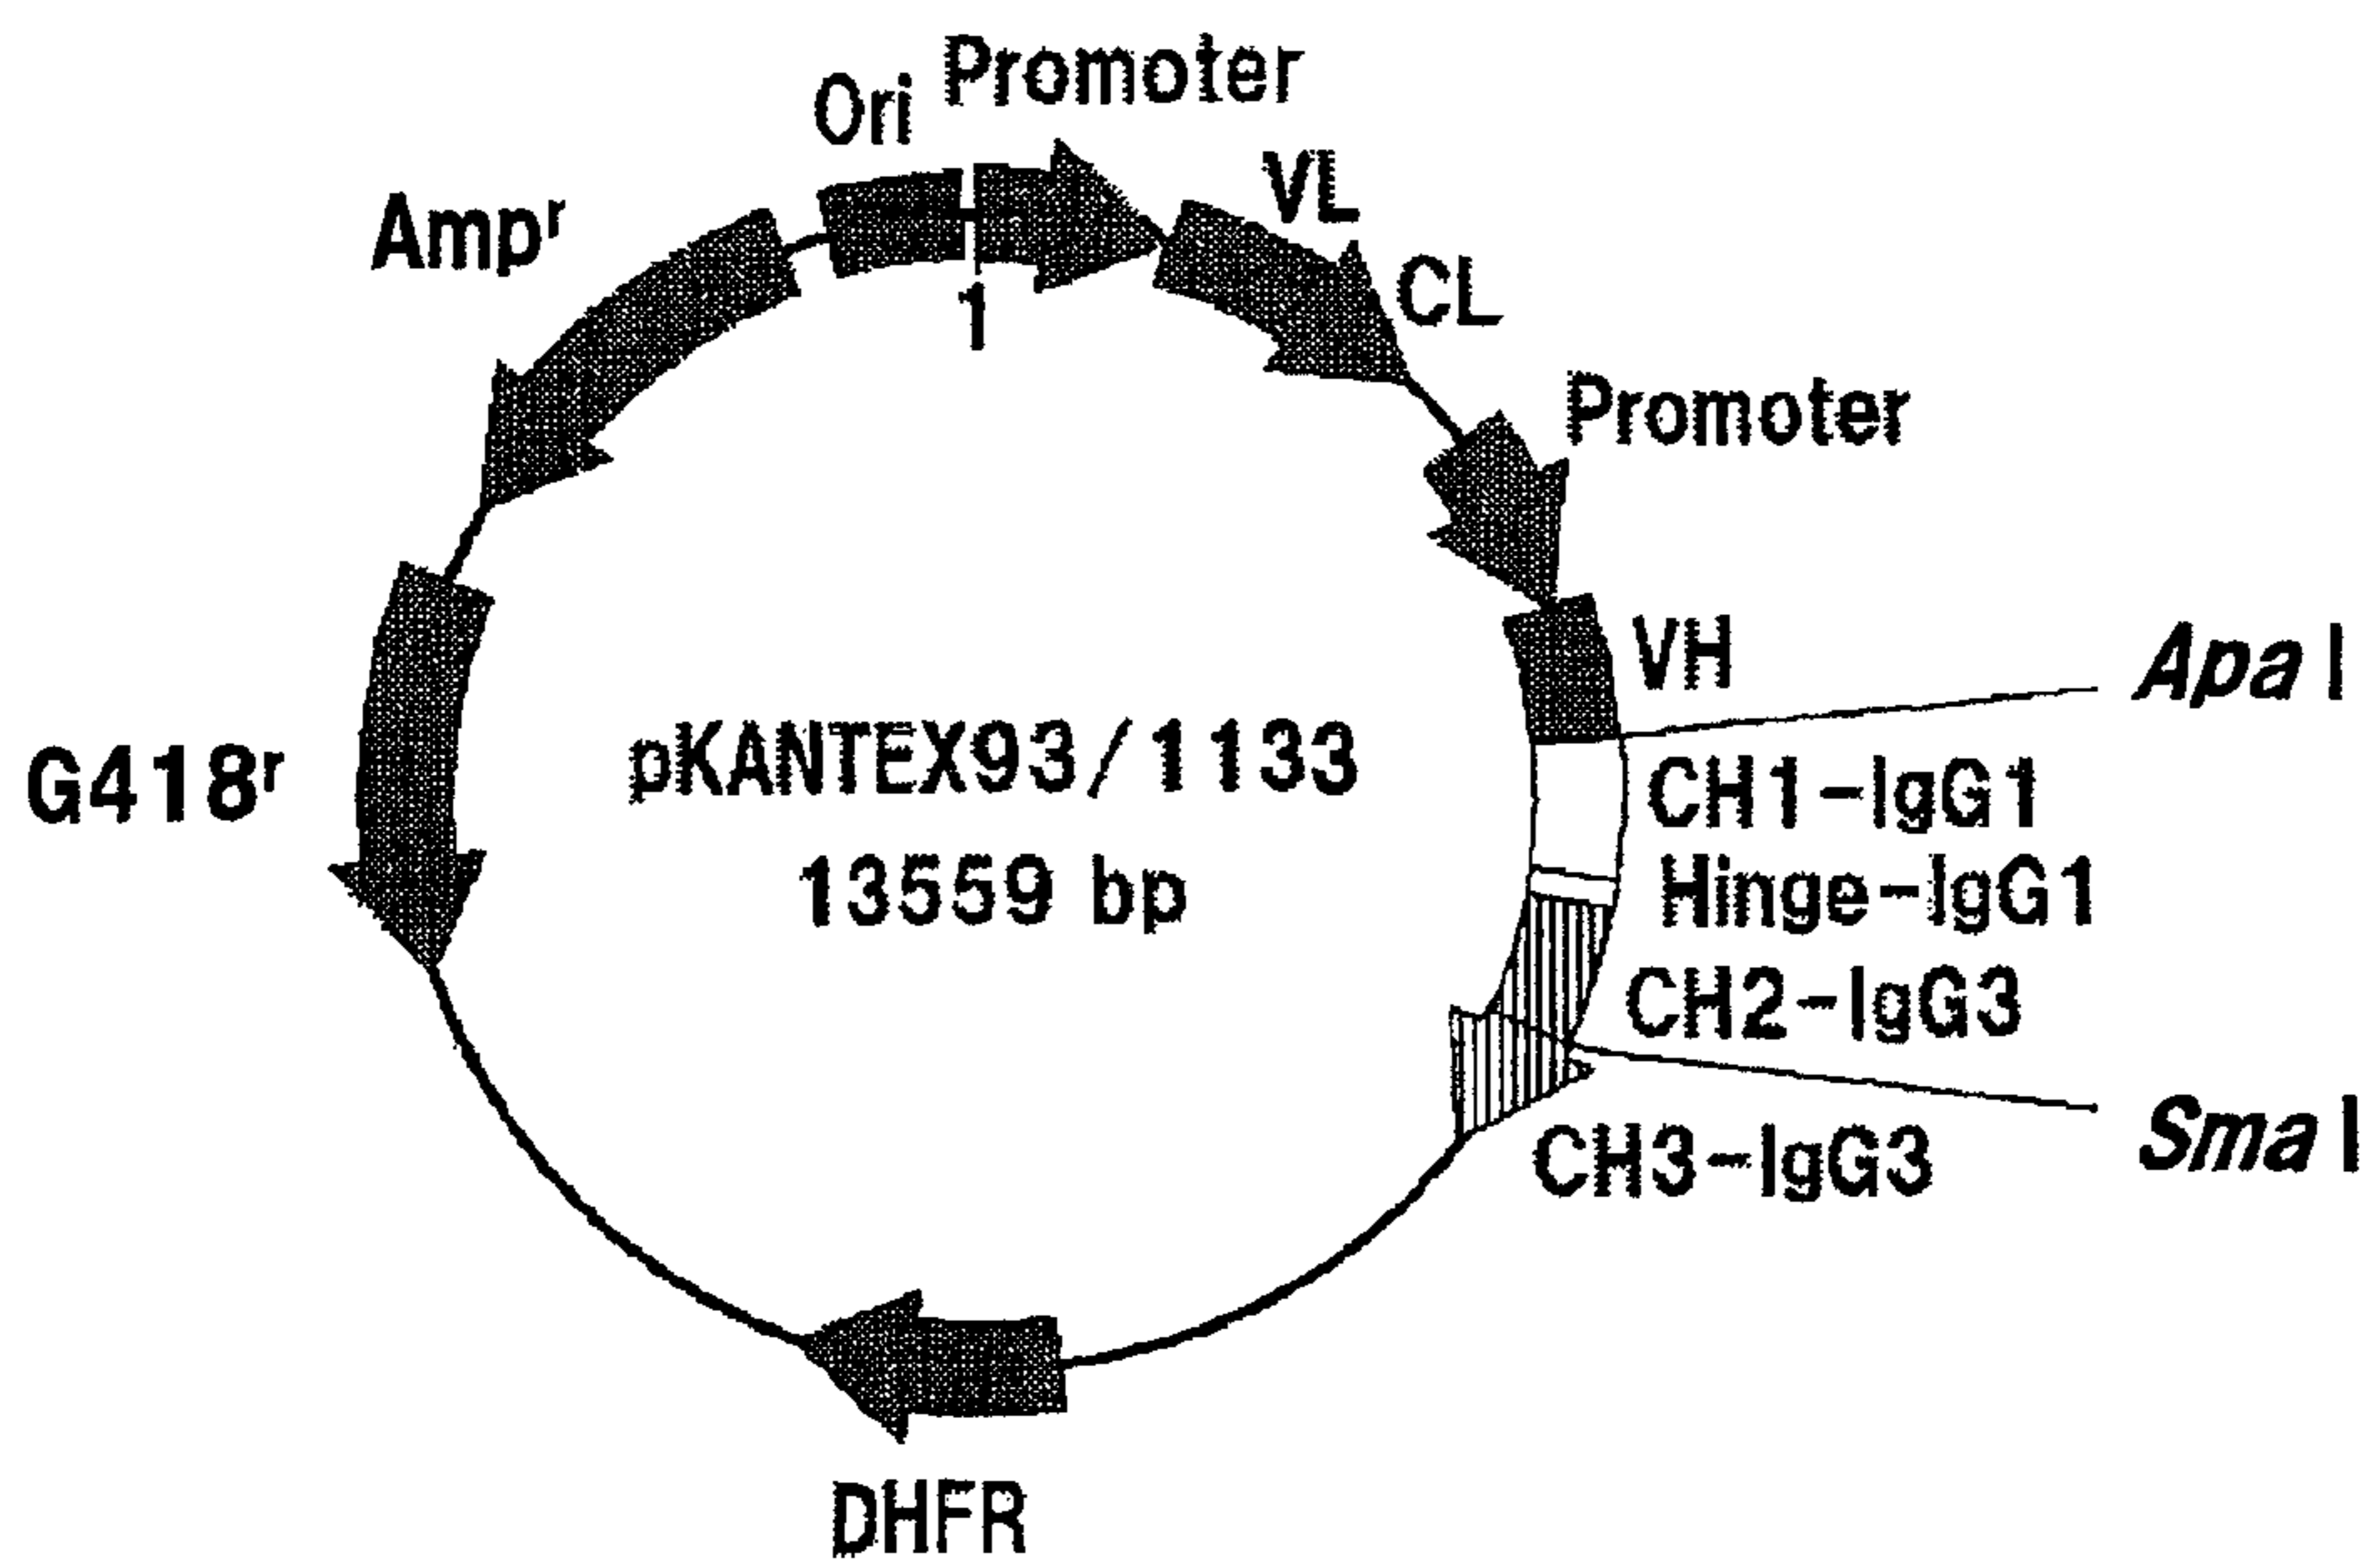 Ori
Promoter
Ampʳ
VL
CL
1
Promoter
VH
ApaI
G418ʳ
pKANTEX93/1133
13559 bp
CH1-IgG1
Hinge-IgG1
CH2-IgG3
SmaI
CH3-IgG3
DHFR